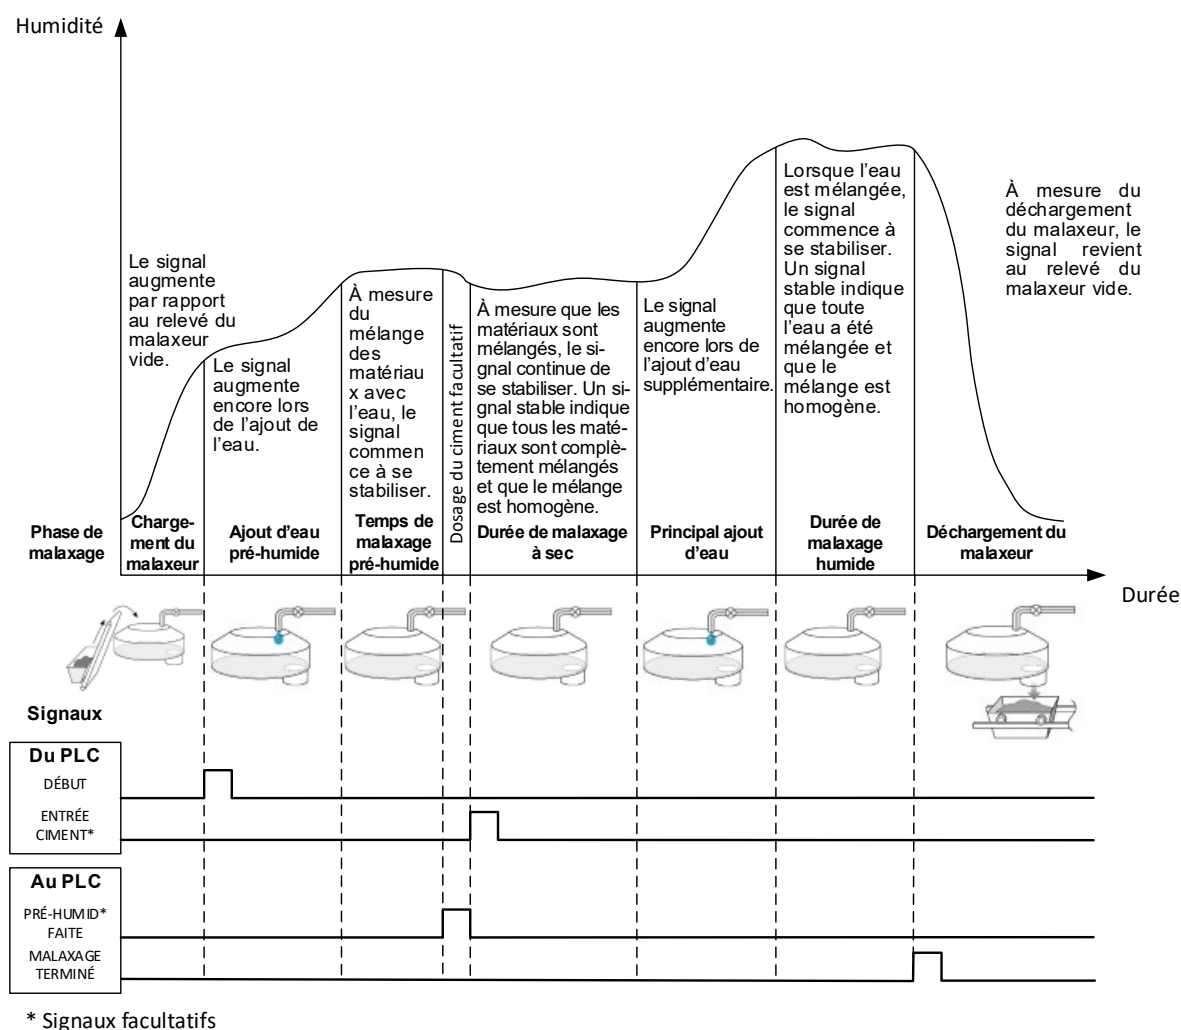 Humidité
Le signal
augmente
par rapport
au relevé du
malaxeur
vide.
Le signal
augmente
encore lors
de l'ajout de
l'eau.
À mesure
du
mélange
des
matériau
x avec
l'eau, le
signal
commen
ce à se
stabiliser.
Dosage du ciment facultatif
À mesure que les
matériaux sont
mélangés, le si-
gnal continue de
se stabiliser. Un si-
gnal stable indique
que tous les maté-
riaux sont complè-
tement mélangés
et que le mélange
est homogène.
Le signal
augmente
encore lors de
l'ajout d'eau
supplémentaire.
Lorsque l'eau
est mélangée,
le signal
commence à
se stabiliser.
Un signal
stable indique
que toute
l'eau a été
mélangée et
que le
mélange est
homogène.
À mesure du
déchargement
du malaxeur, le
signal revient
au relevé du
malaxeur vide.
Phase de
malaxage
Charge-
ment du
malaxeur
Ajout d'eau
pré-humide
Temps de
malaxage
pré-humide
Durée de malaxage
à sec
Principal ajout
d'eau
Durée de
malaxage
humide
Déchargement du
malaxeur
Durée
Signaux
Du PLC
DÉBUT
ENTRÉE
CIMENT*
Au PLC
PRÉ-HUMID*
FAITE
MALAXAGE
TERMINÉ
* Signaux facultatifs